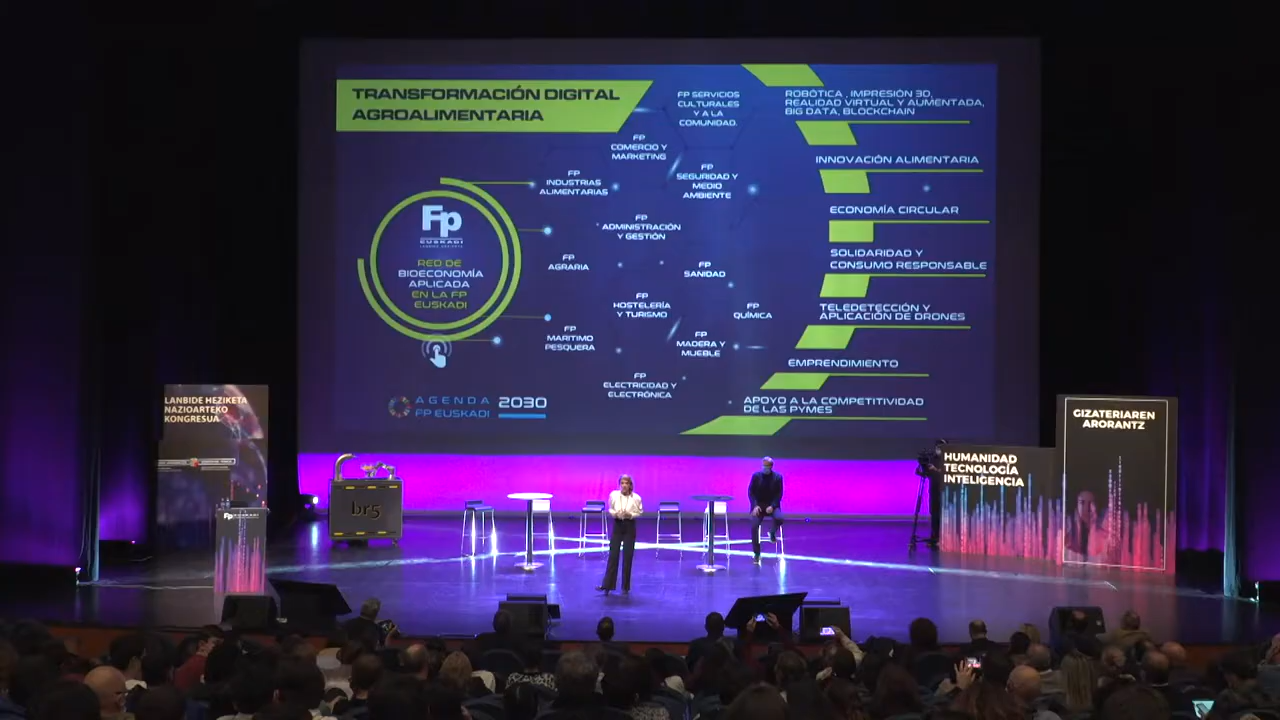 TRANSFORMACIÓN DIGITAL
AGROALIMENTARIA
Fp
EUSKADI
RED DE
BIOECONOMÍA
APLICADA
EN LA FP
EUSKADI
AGENDA
FP EUSKADI
2030
FP SERVICIOS
CULTURALES
Y A LA
COMUNIDAD.
FP
COMERCIO Y
MARKETING
FP
INDUSTRIAS
ALIMENTARIAS
FP
SEGURIDAD Y
MEDIO
AMBIENTE
FP
ADMINISTRACIÓN
Y GESTIÓN
FP
AGRARIA
FP
SANIDAD
FP
HOSTELERÍA
Y TURISMO
FP
QUÍMICA
FP
MARITIMO
PESQUERA
FP
MADERA Y
MUEBLE
FP
ELECTRICIDAD Y
ELECTRÓNICA
ROBÓTICA , IMPRESIÓN 3D,
REALIDAD VIRTUAL Y AUMENTADA,
BIG DATA, BLOCKCHAIN
INNOVACIÓN ALIMENTARIA
ECONOMÍA CIRCULAR
SOLIDARIDAD Y
CONSUMO RESPONSABLE
TELEDETECCIÓN Y
APLICACIÓN DE DRONES
EMPRENDIMIENTO
APOYO A LA COMPETITIVIDAD
DE LAS PYMES
LANBIDE HEZIKETA
NAZIOARTEKO
KONGRESUA
Fp
br5
HUMANIDAD
TECNOLOGÍA
INTELIGENCIA
GIZATERIAREN
ARORANTZ